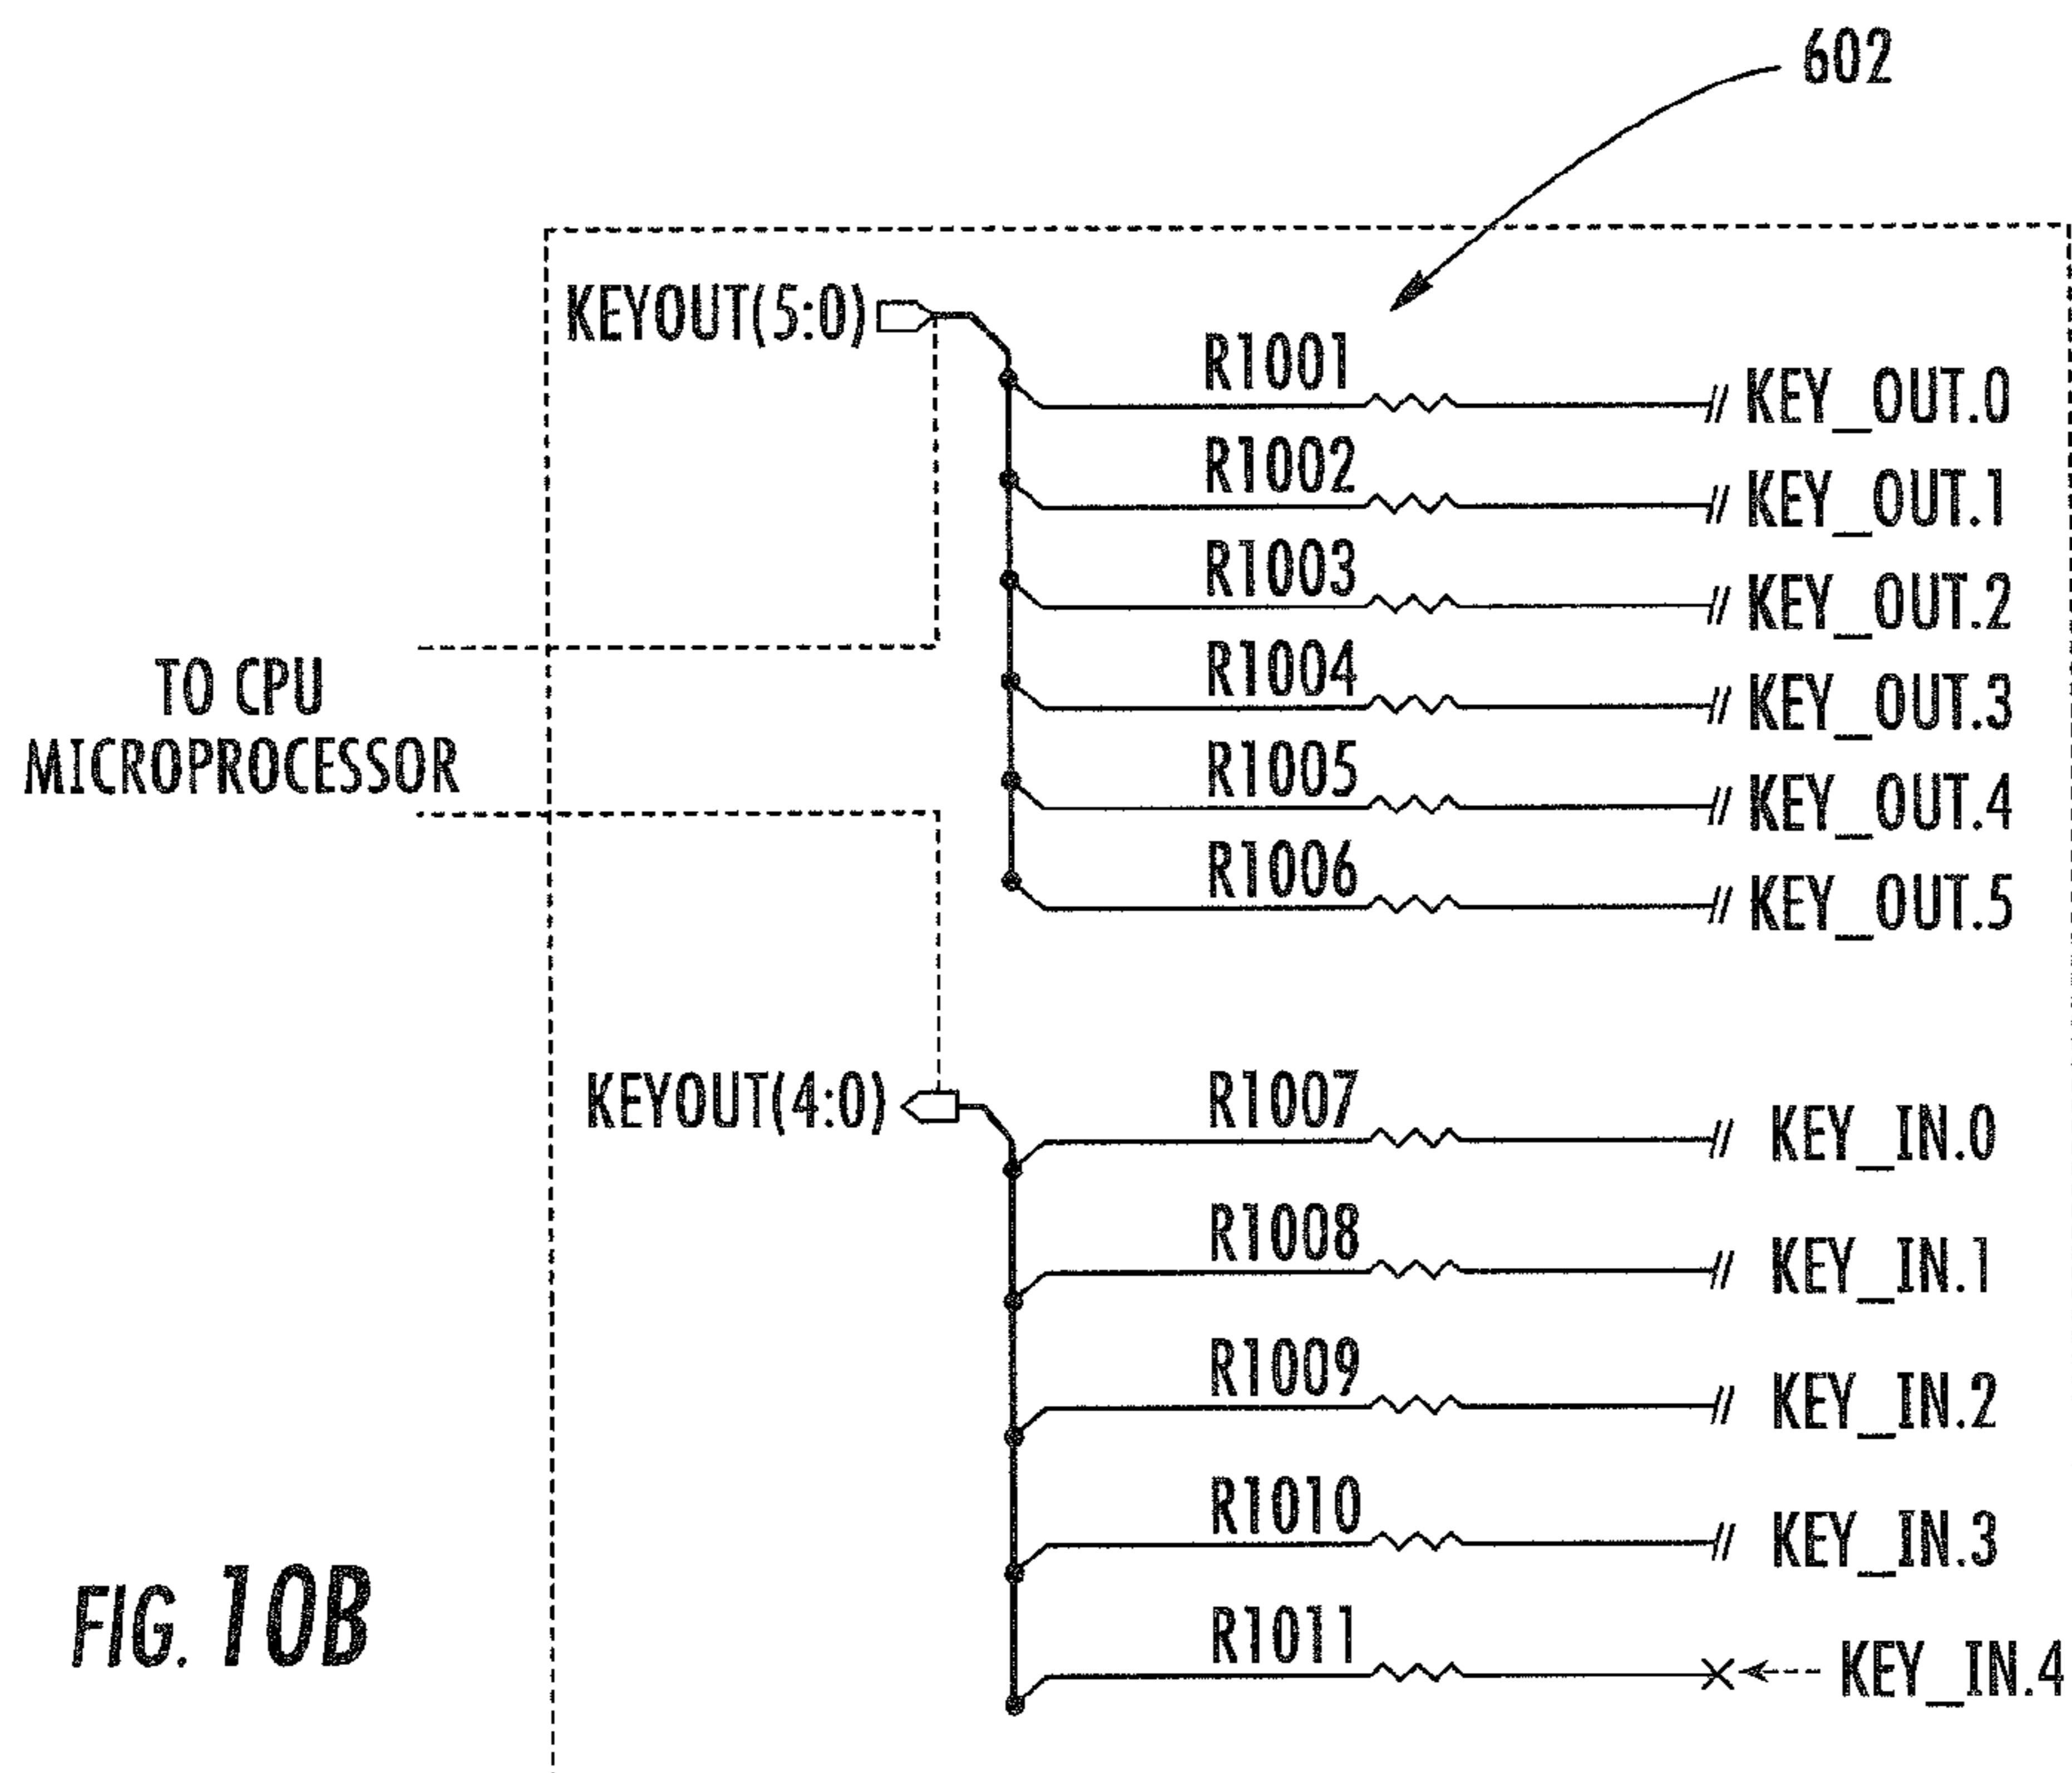 602
KEYOUT(5:0)
R1001
KEY_OUT.0
R1002
KEY_OUT.1
R1003
KEY_OUT.2
R1004
KEY_OUT.3
R1005
KEY_OUT.4
R1006
KEY_OUT.5
TO CPU
MICROPROCESSOR
KEYOUT(4:0)
R1007
KEY_IN.0
R1008
KEY_IN.1
R1009
KEY_IN.2
R1010
KEY_IN.3
R1011
KEY_IN.4
FIG. 10B